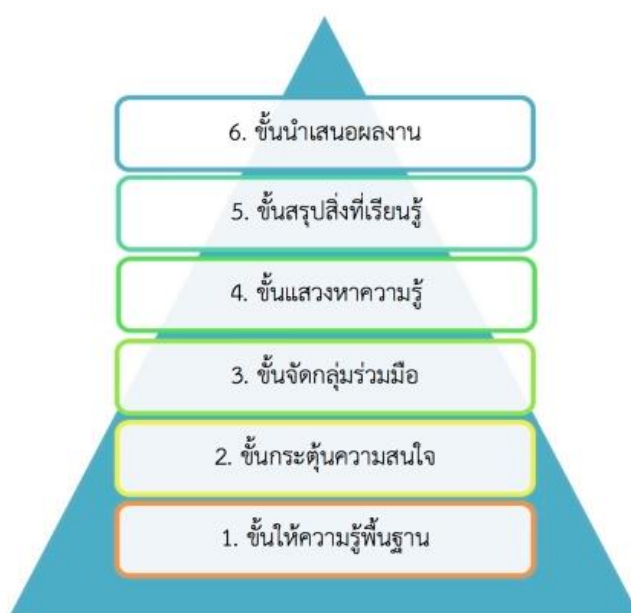 6. ขั้นนำเสนอผลงาน
5. ขั้นสรุปสิ่งที่เรียนรู้
4. ขั้นแสวงหาความรู้
3. ขั้นจัดกลุ่มร่วมมือ
2. ขั้นกระตุ้นความสนใจ
1. ขั้นให้ความรู้พื้นฐาน